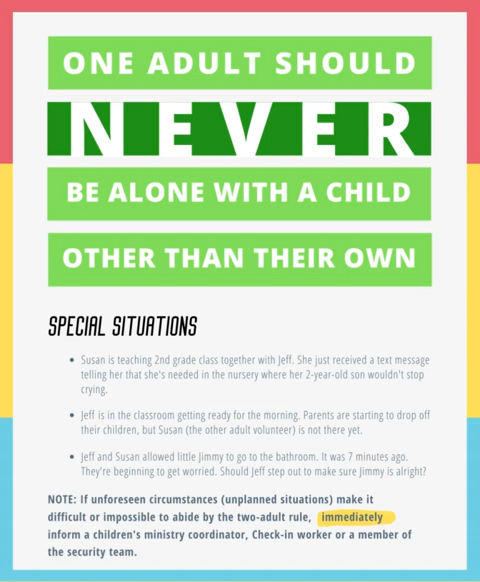 ONE ADULT SHOULD
NEVER
BE ALONE WITH A CHILD
OTHER THAN THEIR OWN
SPECIAL SITUATIONS
• Susan is teaching 2nd grade class together with Jeff. She just received a text message
telling her that she's needed in the nursery where her 2-year-old son wouldn't stop
crying.
• Jeff is in the classroom getting ready for the morning. Parents are starting to drop off
their children, but Susan (the other adult volunteer) is not there yet.
• Jeff and Susan allowed little Jimmy to go to the bathroom. It was 7 minutes ago.
They're beginning to get worried. Should Jeff step out to make sure Jimmy is alright?
NOTE: If unforeseen circumstances (unplanned situations) make it
difficult or impossible to abide by the two-adult rule, immediately
inform a children's ministry coordinator, Check-in worker or a member of
the security team.